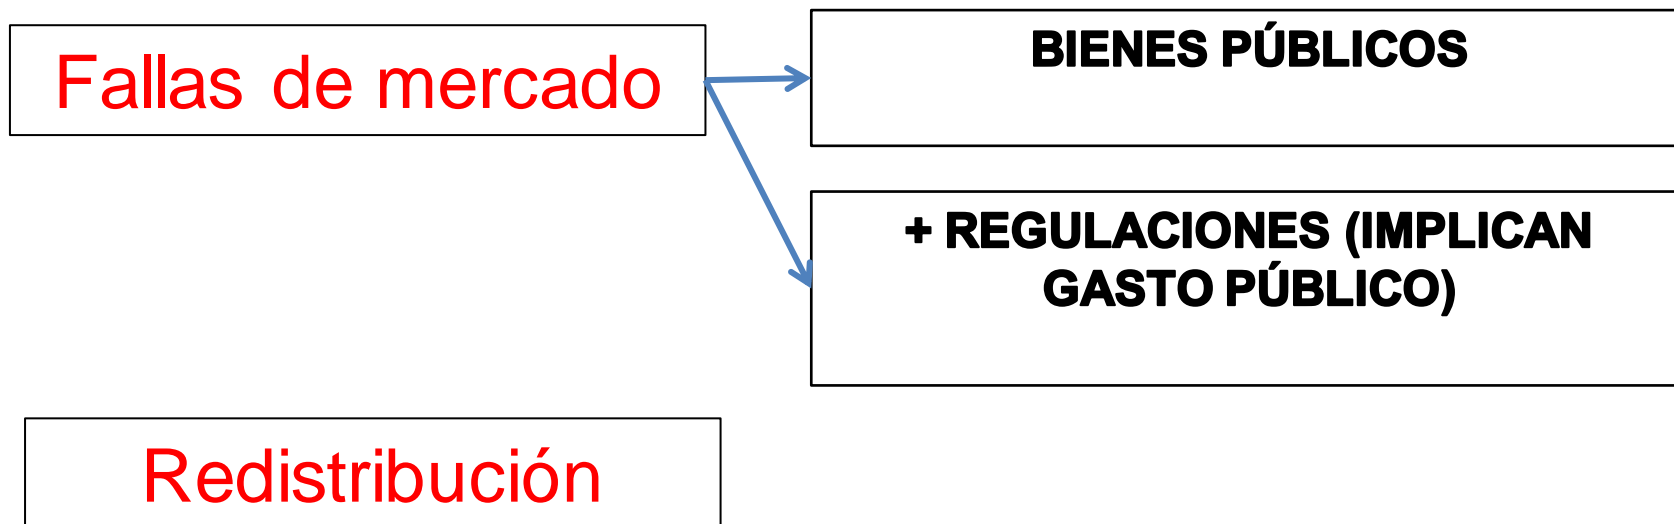 Fallas de mercado
BIENES PÚBLICOS
+ REGULACIONES (IMPLICAN
GASTO PÚBLICO)
Redistribución